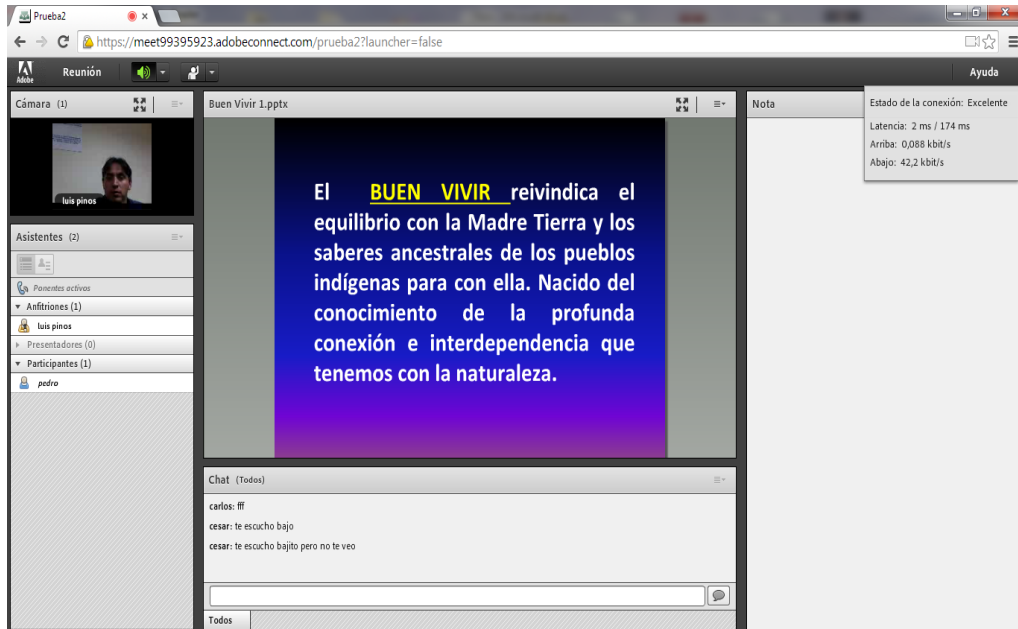 Prueba2
https://meet99395923.adobeconnect.com/prueba2?launcher=false
Adobe
Reunión
Ayuda
Cámara (1)
luis pinos
Asistentes (2)
Ponentes activos
Anfitriones (1)
luis pinos
Presentadores (0)
Participantes (1)
pedro
Buen Vivir 1.pptx
El BUEN VIVIR reivindica el
equilibrio con la Madre Tierra y los
saberes ancestrales de los pueblos
indígenas para con ella. Nacido del
conocimiento de la profunda
conexión e interdependencia que
tenemos con la naturaleza.
Chat (Todos)
carlos: fff
cesar: te escucho bajo
cesar: te escucho bajito pero no te veo
Todos
Nota
Estado de la conexión: Excelente
Latencia: 2 ms / 174 ms
Arriba: 0,088 kbit/s
Abajo: 42,2 kbit/s